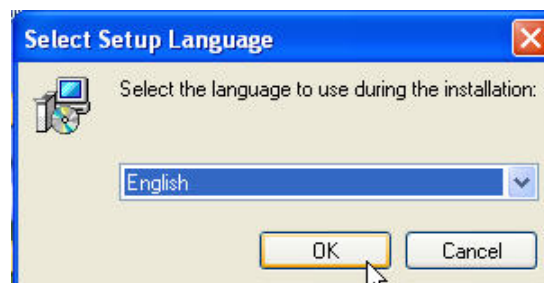 Select Setup Language
Select the language to use during the installation:
English
OK
Cancel